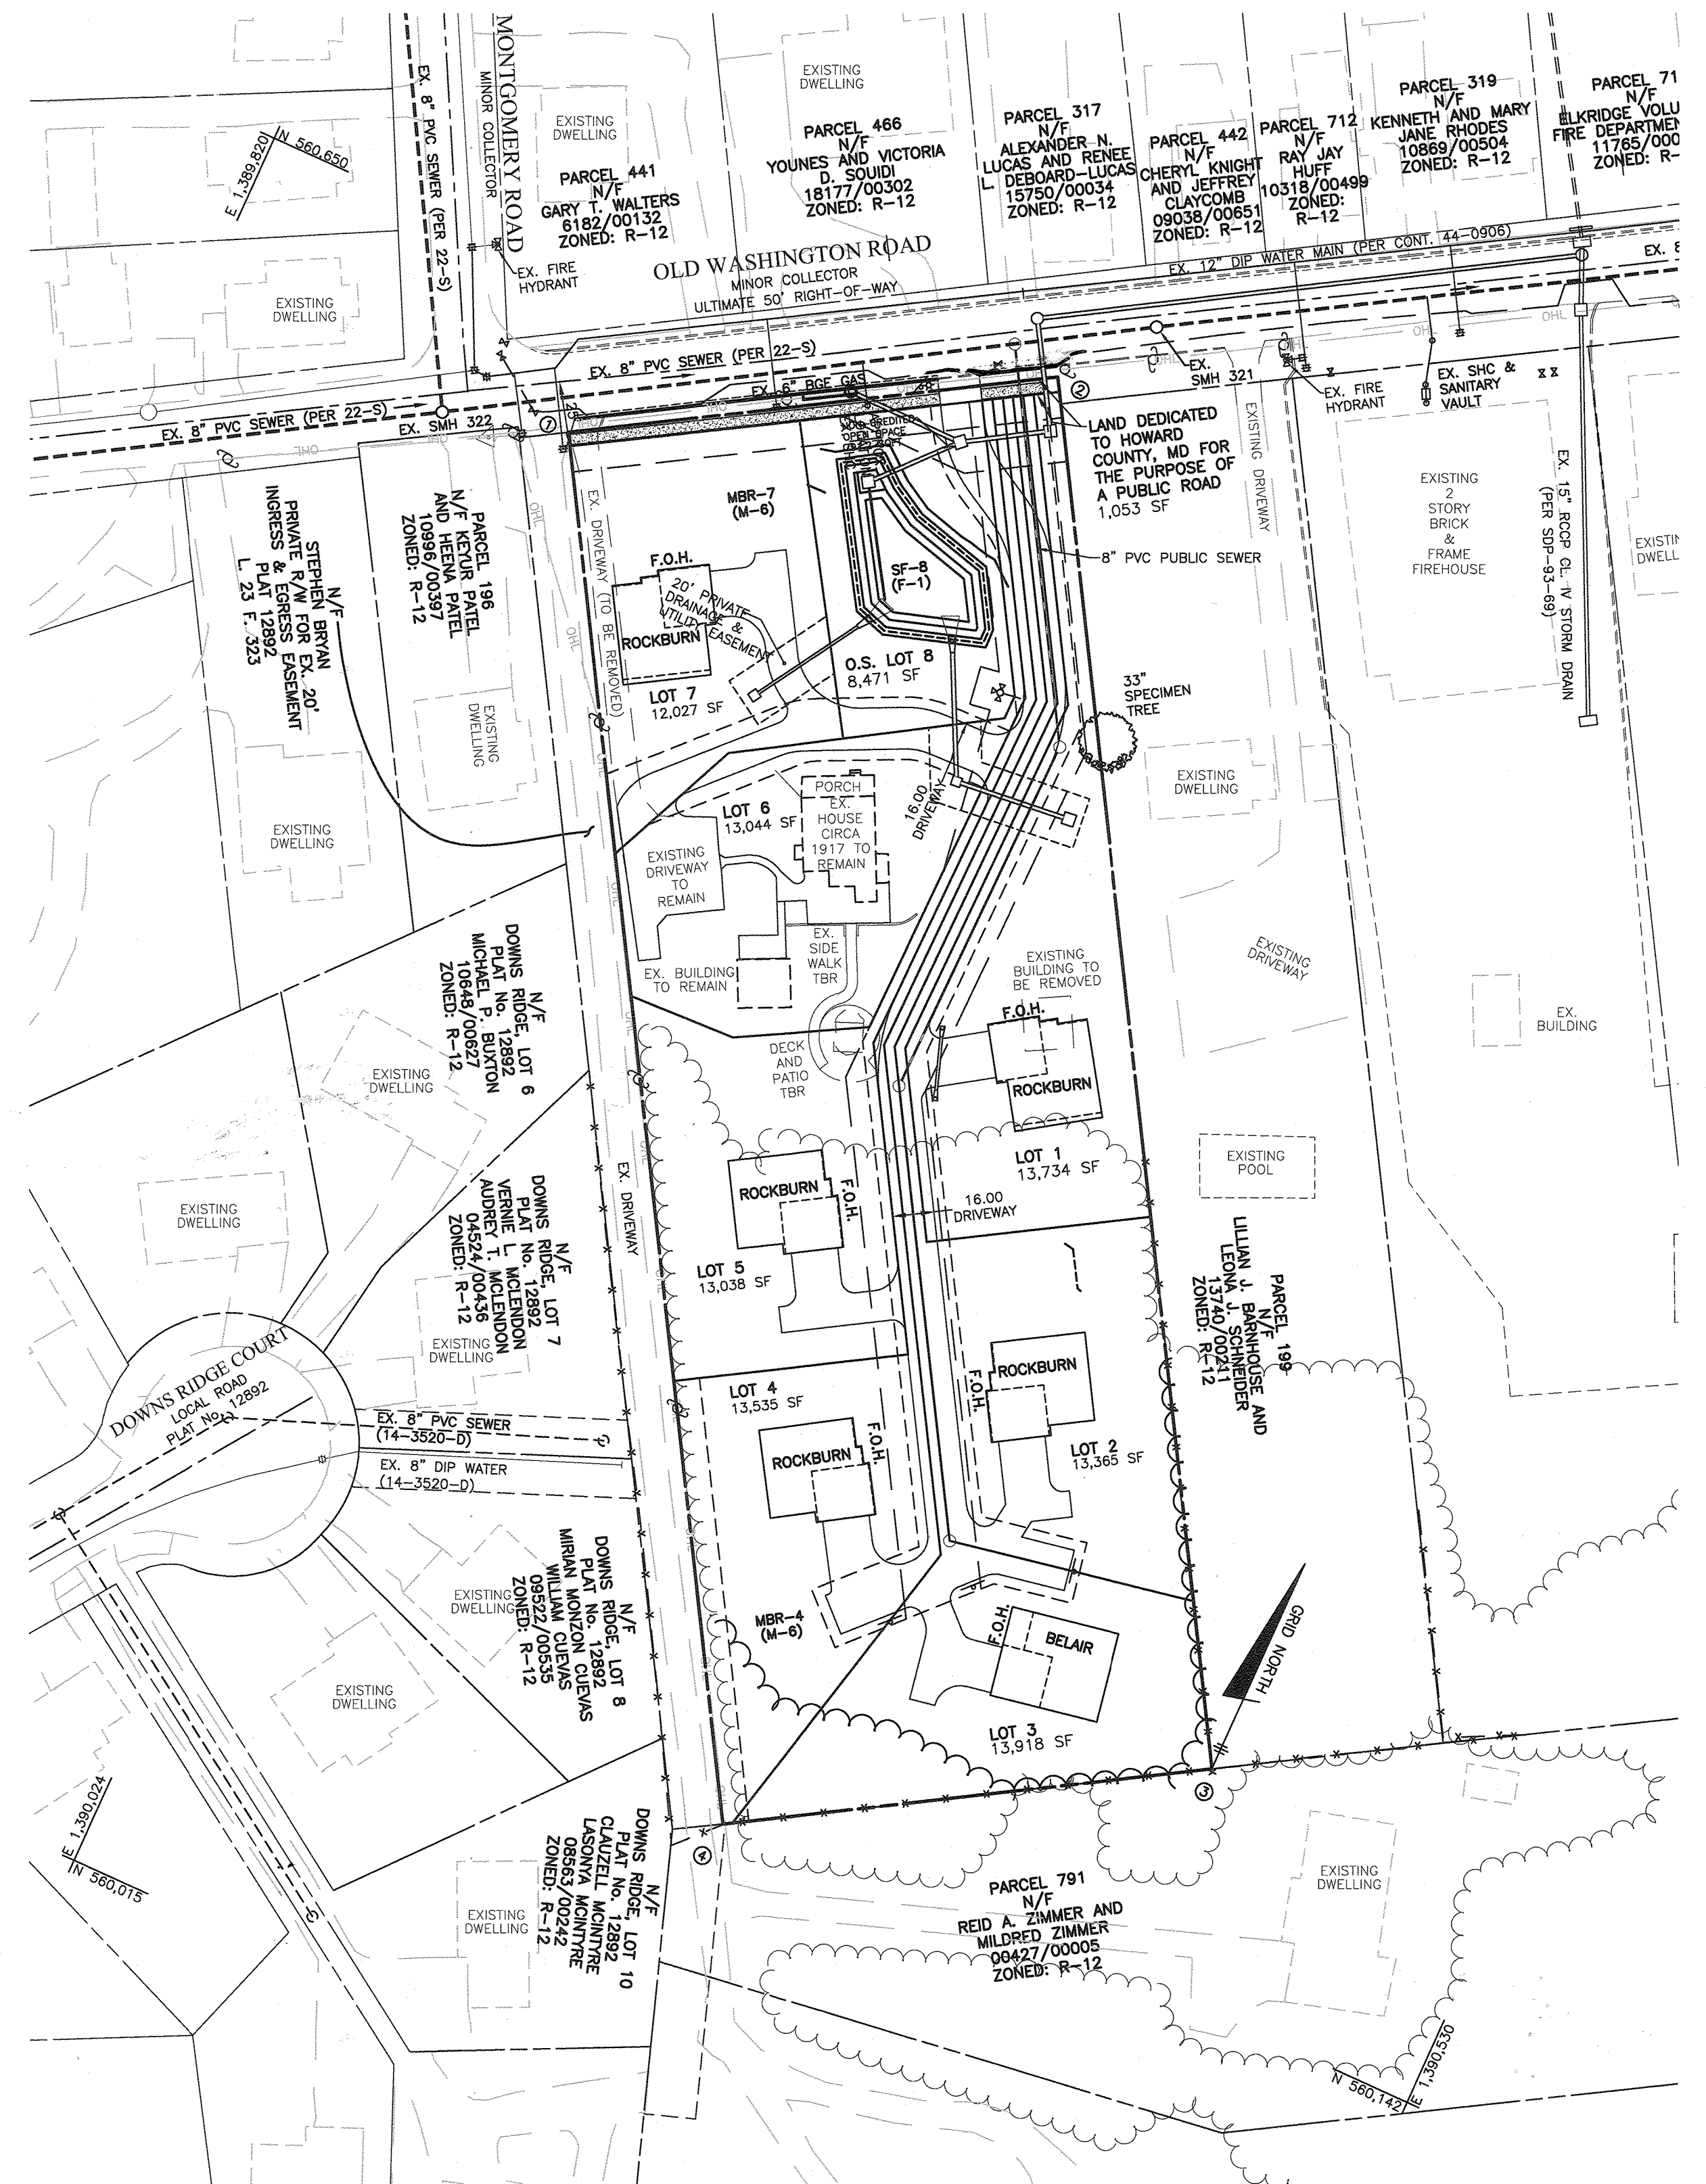 MONTGOMERY ROAD
MINOR COLLECTOR
EX. 8" PVC SEWER (PER 22-S)
N 560,650
E 1,389,820
EXISTING
DWELLING
EXISTING
DWELLING
PARCEL 441
N/F
GARY T. WALTERS
6182/00132
ZONED: R-12
EX. FIRE
HYDRANT
EXISTING
DWELLING
PARCEL 466
N/F
YOUNES AND VICTORIA
D. SOUIDI
18177/00302
ZONED: R-12
PARCEL 317
N/F
ALEXANDER N.
LUCAS AND RENEE
L. DEBOARD-LUCAS
15750/00034
ZONED: R-12
PARCEL 442
N/F
CHERYL KNIGHT
AND JEFFREY
CLAYCOMB
09038/00651
ZONED: R-12
PARCEL 712
N/F
RAY JAY
HUFF
10318/00499
ZONED:
R-12
PARCEL 319
N/F
KENNETH AND MARY
JANE RHODES
10869/00504
ZONED: R-12
PARCEL 71
N/F
ELKRIDGE VOLU
FIRE DEPARTMEN
11765/000
ZONED: R-
OLD WASHINGTON ROAD
MINOR COLLECTOR
ULTIMATE 50' RIGHT-OF-WAY
EX. 12" DIP WATER MAIN (PER CONT. 44-0906)
EX. 8
EX. 8" PVC SEWER (PER 22-S)
EX. 6" BGE GAS
EX. 8" PVC SEWER (PER 22-S)
EX. SMH 322
1
2
EX.
SMH 321
EX. FIRE
HYDRANT
EX. SHC &
SANITARY
VAULT
OHL
OHL
OHL
OHL
LAND DEDICATED
TO HOWARD
COUNTY, MD FOR
THE PURPOSE OF
A PUBLIC ROAD
1,053 SF
EXISTING DRIVEWAY
EXISTING
2
STORY
BRICK
&
FRAME
FIREHOUSE
EX. 15" RCCP CL. IV STORM DRAIN
(PER SDP-93-69)
EXISTIN
DWELL
8" PVC PUBLIC SEWER
N/F
STEPHEN BRYAN
PRIVATE R/W FOR EX. 20'
INGRESS & EGRESS EASEMENT
PLAT 12892
L. 23 F. 323
PARCEL 196
N/F KEYUR PATEL
AND HEENA PATEL
10996/00397
ZONED: R-12
EX. DRIVEWAY (TO BE REMOVED)
MBR-7
(M-6)
F.O.H.
20' PRIVATE
DRAINAGE &
UTILITY EASEMENT
ROCKBURN
LOT 7
12,027 SF
SF-8
(F-1)
O.S. LOT 8
8,471 SF
33"
SPECIMEN
TREE
EXISTING
DWELLING
EXISTING
DWELLING
EXISTING
DWELLING
LOT 6
13,044 SF
PORCH
EX.
HOUSE
CIRCA
1917 TO
REMAIN
16.00
DRIVEWAY
EXISTING
DRIVEWAY
TO
REMAIN
EX. BUILDING
TO REMAIN
EX.
SIDE
WALK
TBR
EXISTING
BUILDING TO
BE REMOVED
EXISTING
DRIVEWAY
EX.
BUILDING
N/F
DOWNS RIDGE, LOT 6
PLAT No. 12892
MICHAEL P. BUXTON
10648/00627
ZONED: R-12
EXISTING
DWELLING
DECK
AND
PATIO
TBR
F.O.H.
ROCKBURN
LOT 1
13,734 SF
EXISTING
POOL
EXISTING
DWELLING
N/F
DOWNS RIDGE, LOT 7
PLAT No. 12892
VERNIE L. MCLENDON
AUDREY T. MCLENDON
04524/00436
ZONED: R-12
EX. DRIVEWAY
ROCKBURN
F.O.H.
LOT 5
13,038 SF
16.00
DRIVEWAY
PARCEL 199
N/F
LILLIAN J. BARNHOUSE AND
LEONA J. SCHNEIDER
13740/00211
ZONED: R-12
DOWNS RIDGE COURT
LOCAL ROAD
PLAT No. 12892
EXISTING
DWELLING
LOT 4
13,535 SF
F.O.H.
ROCKBURN
F.O.H.
ROCKBURN
LOT 2
13,365 SF
EX. 8" PVC SEWER
(14-3520-D)
EX. 8" DIP WATER
(14-3520-D)
N/F
DOWNS RIDGE, LOT 8
PLAT No. 12892
MIRIAN MONZON CUEVAS
WILLIAM CUEVAS
09522/00535
ZONED: R-12
EXISTING
DWELLING
EXISTING
DWELLING
MBR-4
(M-6)
F.O.H.
BELAIR
LOT 3
13,918 SF
GRID NORTH
3
4
E 1,390,024
N 560,015
N/F
DOWNS RIDGE, LOT 10
PLAT No. 12892
CLAUZELL MCINTYRE
LASONYA MCINTYRE
08563/00242
ZONED: R-12
EXISTING
DWELLING
PARCEL 791
N/F
REID A. ZIMMER AND
MILDRED ZIMMER
00427/00005
ZONED: R-12
EXISTING
DWELLING
N 560,142
E 1,390,530